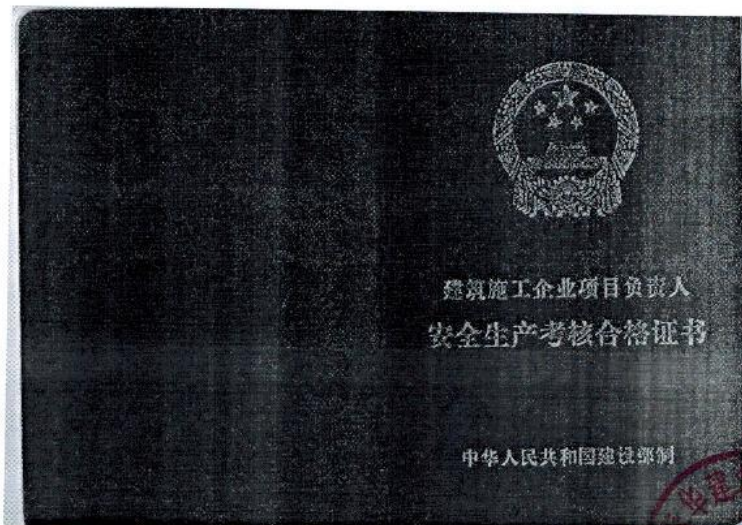 建筑施工企业项目负责人
安全生产考核合格证书
中华人民共和国建设部制